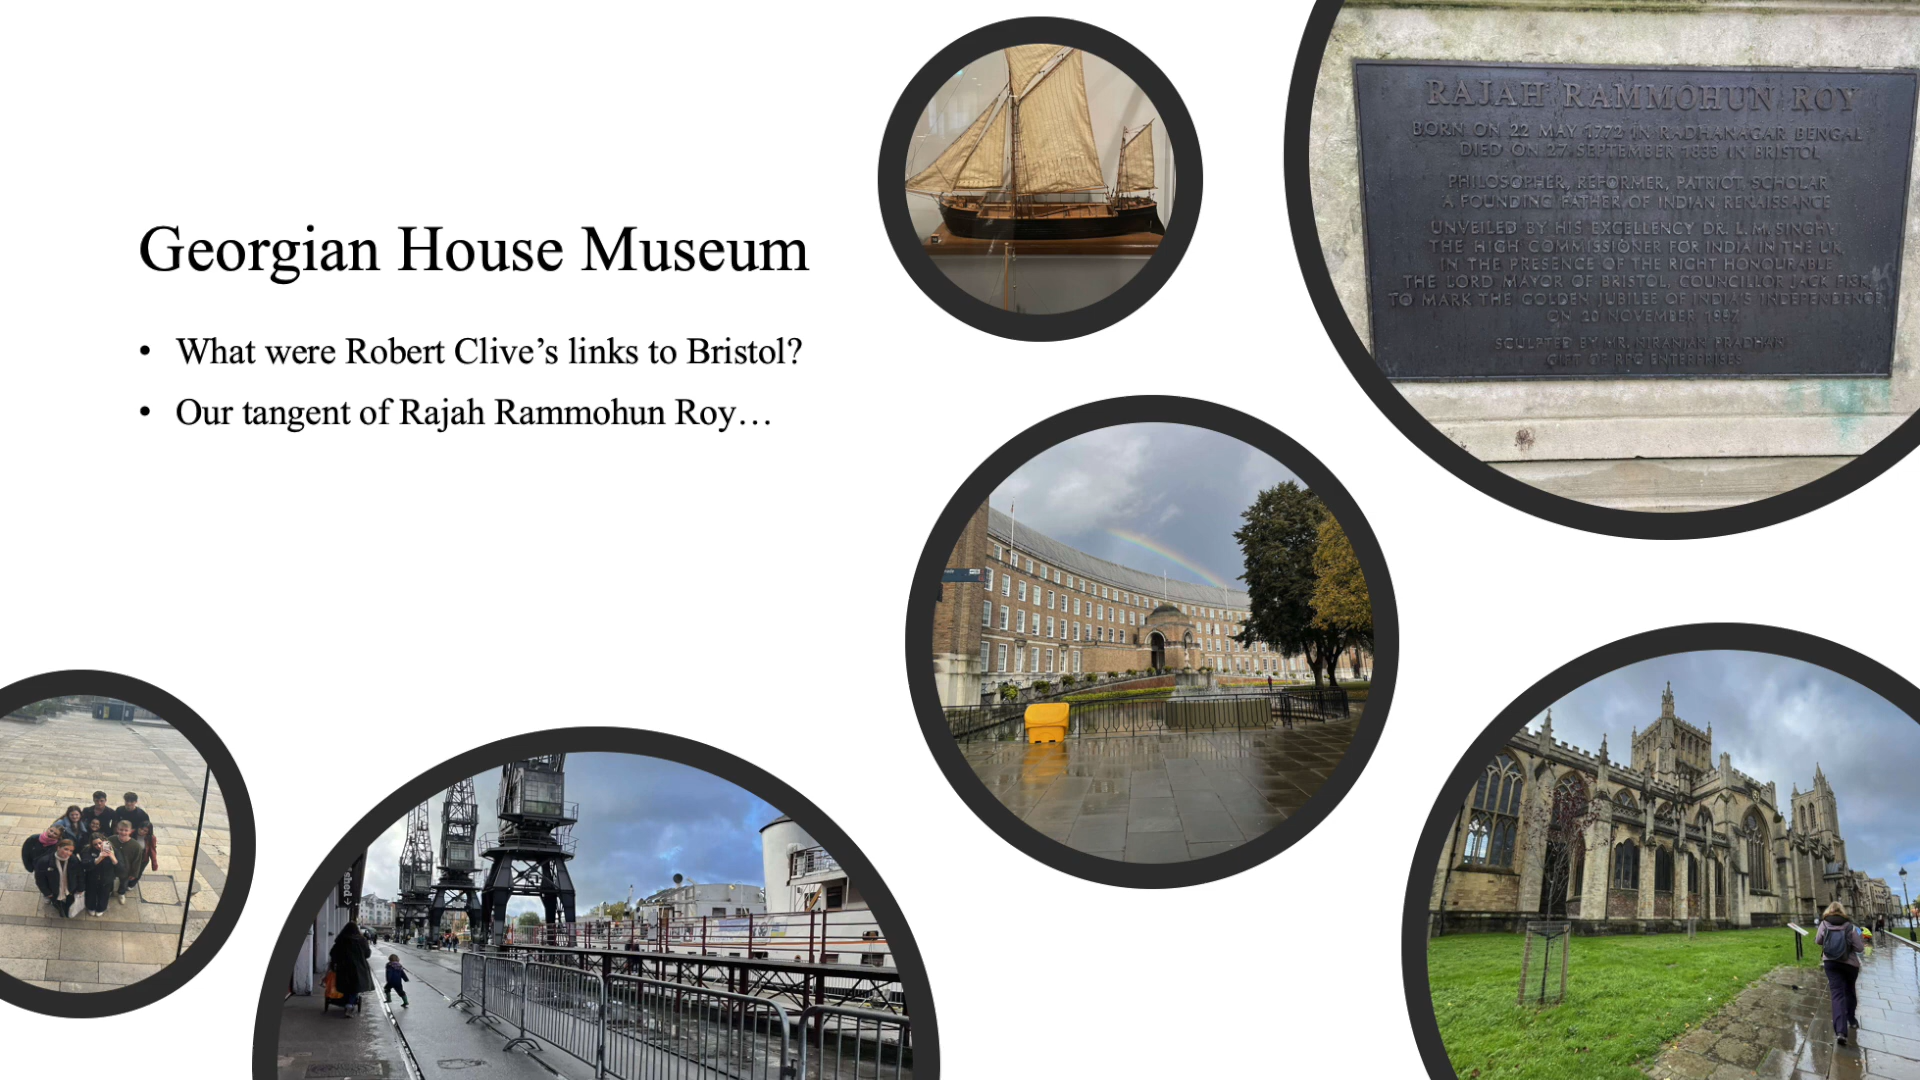 Georgian House Museum
• What were Robert Clive’s links to Bristol?
• Our tangent of Rajah Rammohun Roy…
RAJAH RAMMOHUN ROY
BORN ON 22 MAY 1772 IN RADHANAGAR BENGAL
DIED ON 27 SEPTEMBER 1833 IN BRISTOL
PHILOSOPHER, REFORMER, PATRIOT, SCHOLAR
A FOUNDING FATHER OF INDIAN RENAISSANCE
UNVEILED BY HIS EXCELLENCY DR. L. M. SINGHVI
THE HIGH COMMISSIONER FOR INDIA IN THE UK
IN THE PRESENCE OF THE RIGHT HONOURABLE
THE LORD MAYOR OF BRISTOL, COUNCILLOR JACK FISK,
TO MARK THE GOLDEN JUBILEE OF INDIA'S INDEPENDENCE
ON 20 NOVEMBER 1997
SCULPTED BY MR. NIRANJAN PRADHAN
GIFT OF RPG ENTERPRISES
shed